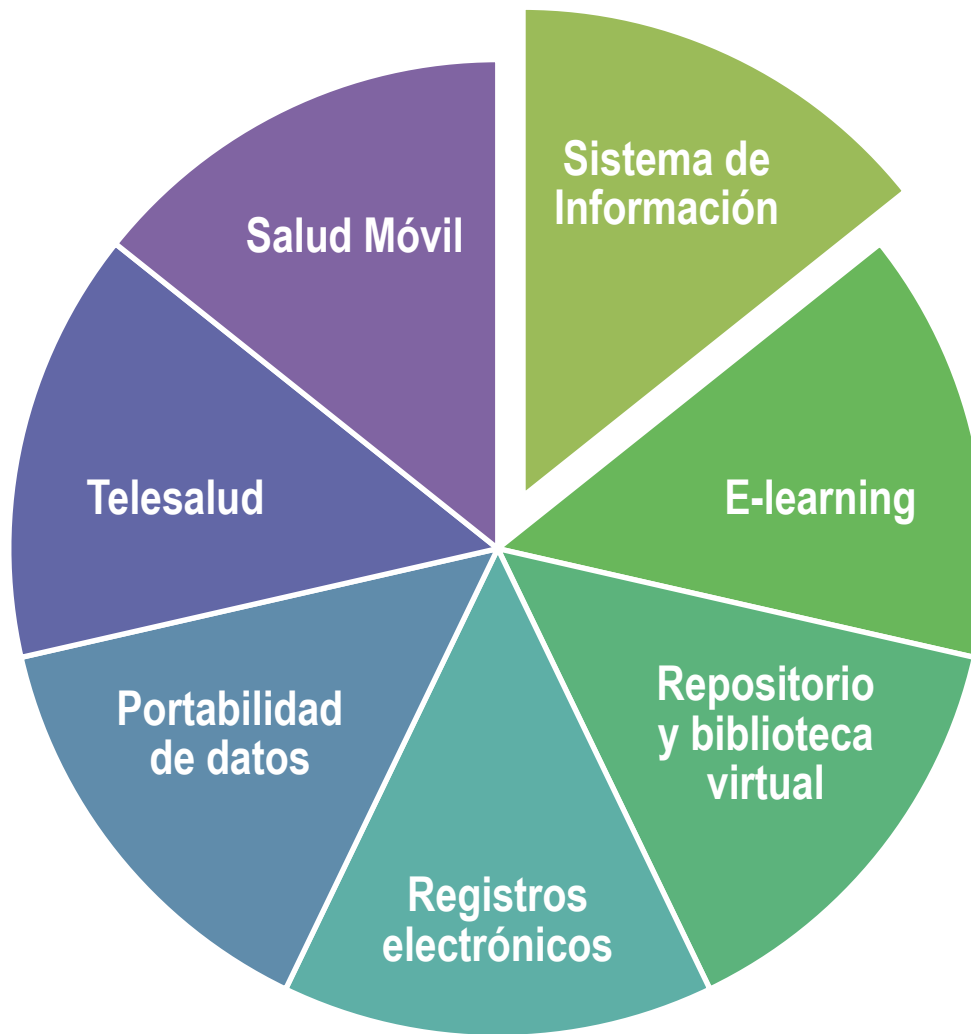 Sistema de
Información
Salud Móvil
E-learning
Telesalud
Repositorio
y biblioteca
virtual
Portabilidad
de datos
Registros
electrónicos